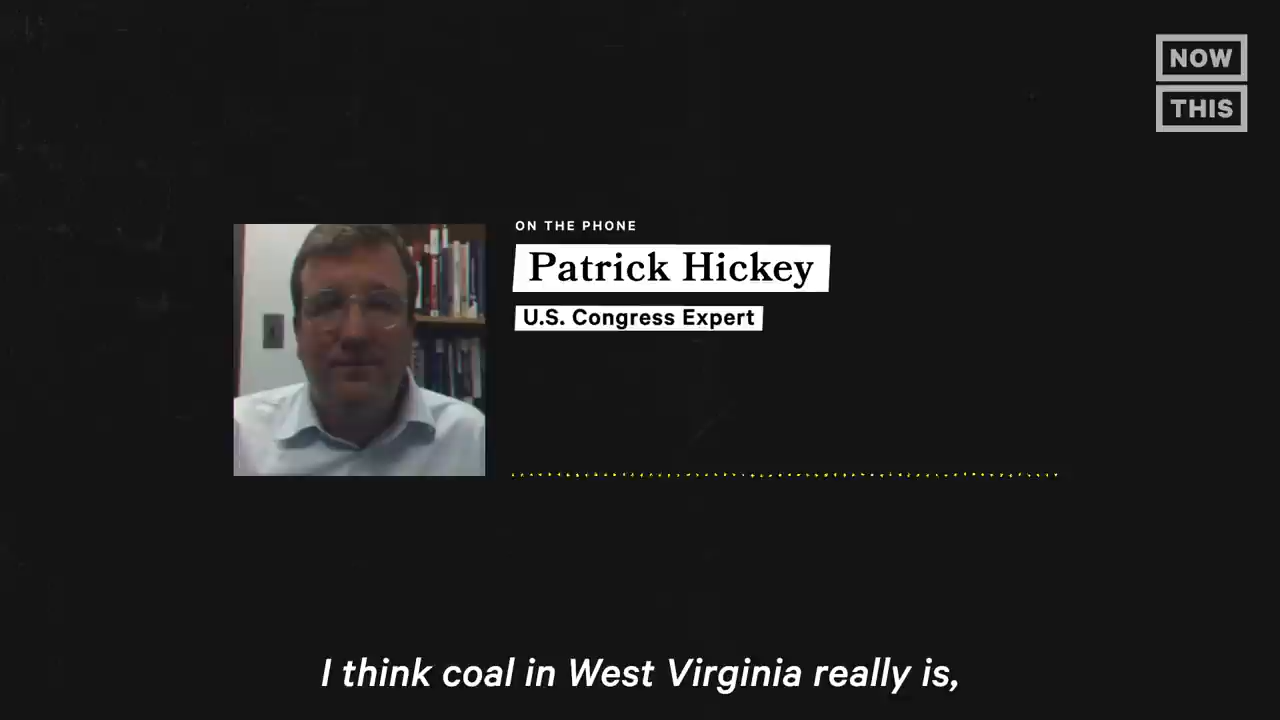 NOW
THIS
ON THE PHONE
Patrick Hickey
U.S. Congress Expert
I think coal in West Virginia really is,